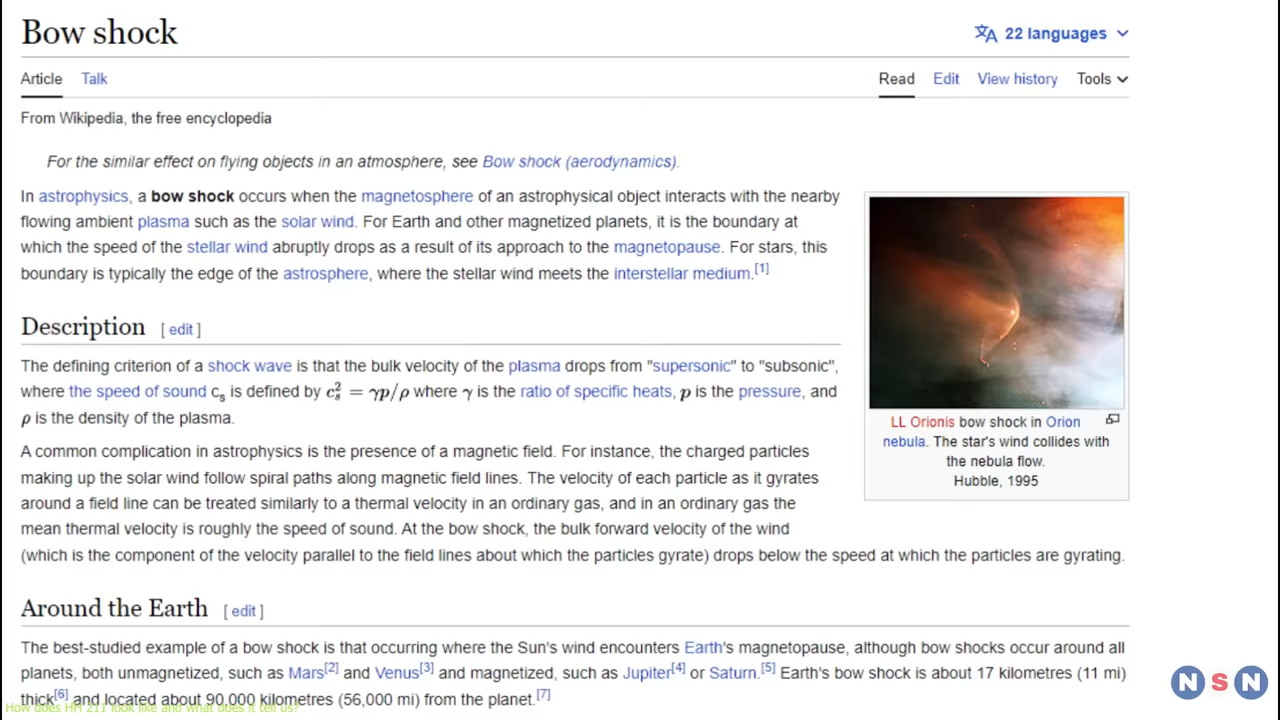 Bow shock
22 languages
Article Talk Read Edit View history Tools
From Wikipedia, the free encyclopedia
For the similar effect on flying objects in an atmosphere, see Bow shock (aerodynamics).
In astrophysics, a bow shock occurs when the magnetosphere of an astrophysical object interacts with the nearby
flowing ambient plasma such as the solar wind. For Earth and other magnetized planets, it is the boundary at
which the speed of the stellar wind abruptly drops as a result of its approach to the magnetopause. For stars, this
boundary is typically the edge of the astrosphere, where the stellar wind meets the interstellar medium.[1]
LL Orionis bow shock in Orion
nebula. The star's wind collides with
the nebula flow.
Hubble, 1995
Description [ edit ]
The defining criterion of a shock wave is that the bulk velocity of the plasma drops from "supersonic" to "subsonic",
where the speed of sound cs is defined by c_s^2 = γp/ρ where γ is the ratio of specific heats, p is the pressure, and
ρ is the density of the plasma.
A common complication in astrophysics is the presence of a magnetic field. For instance, the charged particles
making up the solar wind follow spiral paths along magnetic field lines. The velocity of each particle as it gyrates
around a field line can be treated similarly to a thermal velocity in an ordinary gas, and in an ordinary gas the
mean thermal velocity is roughly the speed of sound. At the bow shock, the bulk forward velocity of the wind
(which is the component of the velocity parallel to the field lines about which the particles gyrate) drops below the speed at which the particles are gyrating.
Around the Earth [ edit ]
The best-studied example of a bow shock is that occurring where the Sun's wind encounters Earth's magnetopause, although bow shocks occur around all
planets, both unmagnetized, such as Mars[2] and Venus[3] and magnetized, such as Jupiter[4] or Saturn.[5] Earth's bow shock is about 17 kilometres (11 mi)
thick[6] and located about 90,000 kilometres (56,000 mi) from the planet.[7]
How does HH 211 look like and what does it tell us?
N S N